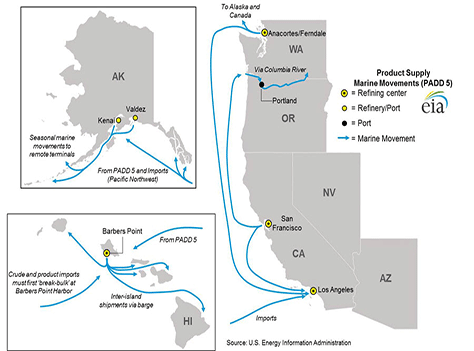 To Alaska and
Canada
Anacortes/Ferndale
WA
Via Columbia River
Portland
OR
Product Supply
Marine Movements (PADD 5)
= Refining center
= Refinery/Port
= Port
= Marine Movement
eia
AK
Valdez
Kenai
Seasonal marine
movements to
remote terminals
From PADD 5 and Imports
(Pacific Northwest)
NV
San
Francisco
CA
AZ
Los Angeles
Imports
Barbers Point
From PADD 5
Crude and product imports
must first 'break-bulk' at
Barbers Point Harbor
Inter-island
shipments via barge
HI
Source: U.S. Energy Information Administration